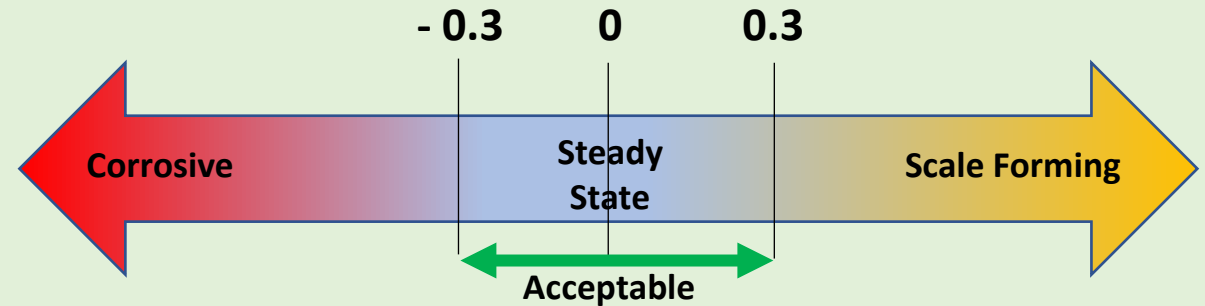 - 0.3 0 0.3
Corrosive
Steady
State
Scale Forming
Acceptable